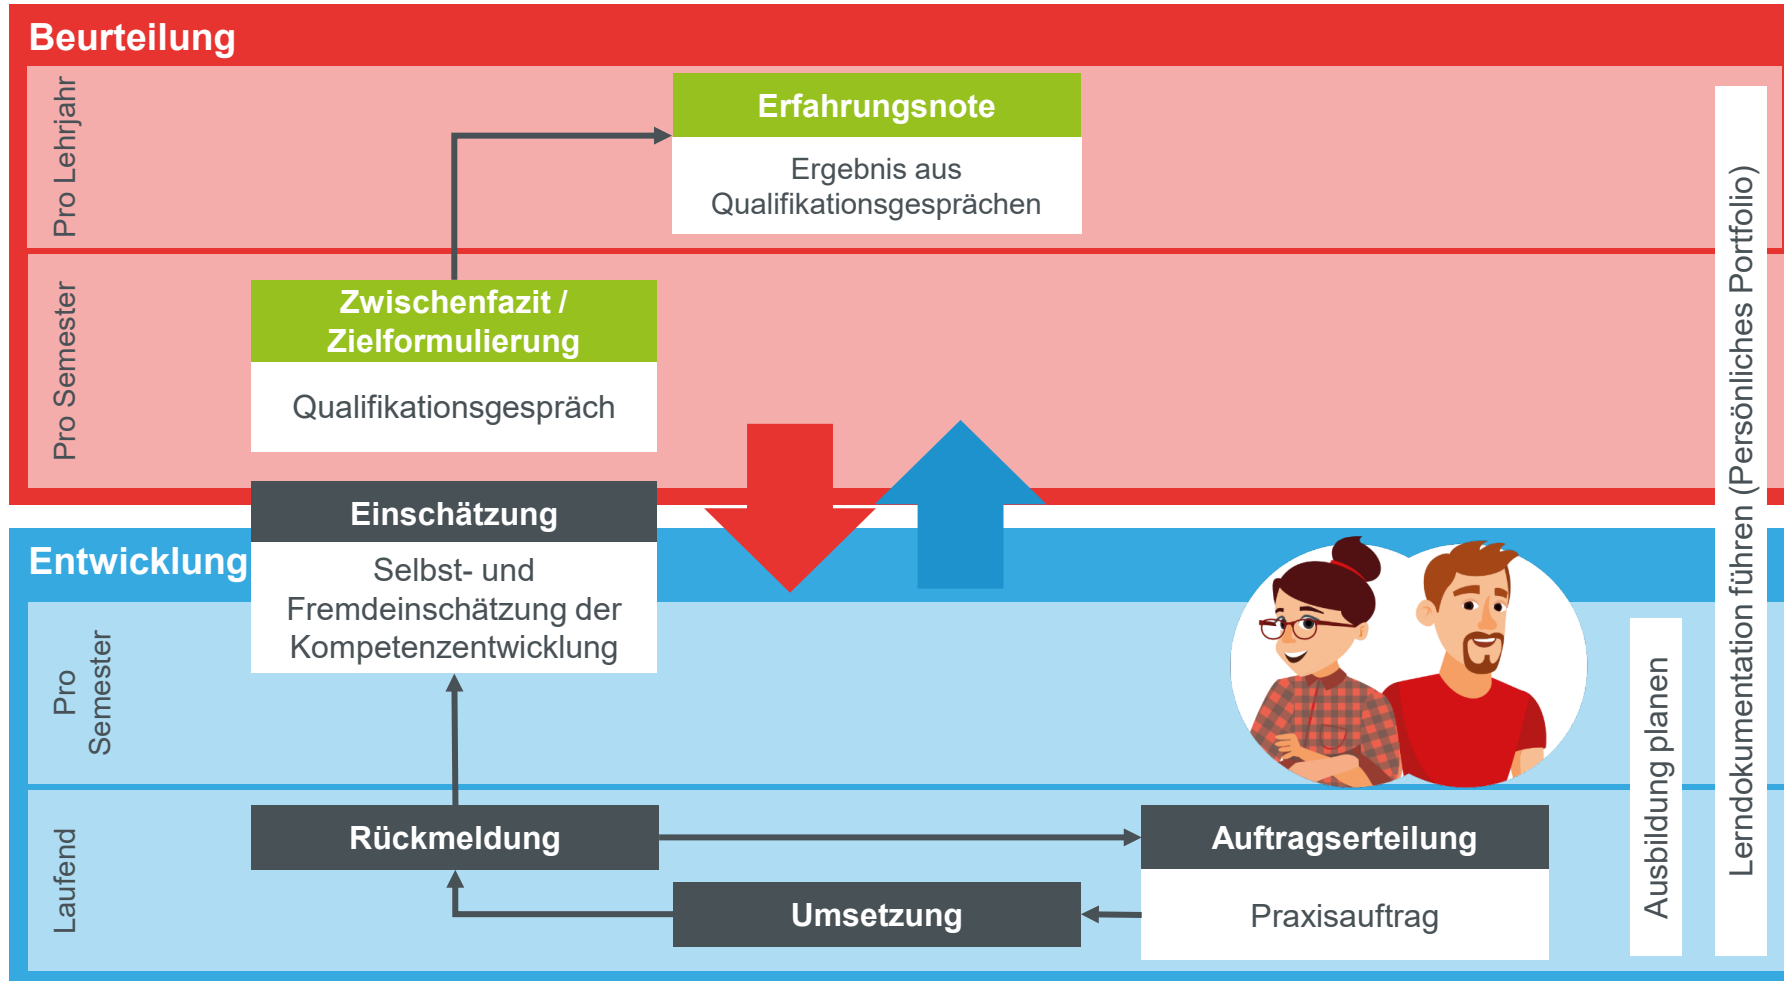 Beurteilung
Pro Lehrjahr
Erfahrungsnote
Ergebnis aus
Qualifikationsgesprächen
Pro Semester
Zwischenfazit /
Zielformulierung
Qualifikationsgespräch
Einschätzung
Selbst- und
Fremdeinschätzung der
Kompetenzentwicklung
Entwicklung
Pro
Semester
Laufend
Rückmeldung
Auftragserteilung
Praxisauftrag
Umsetzung
Ausbildung planen
Lerndokumentation führen (Persönliches Portfolio)